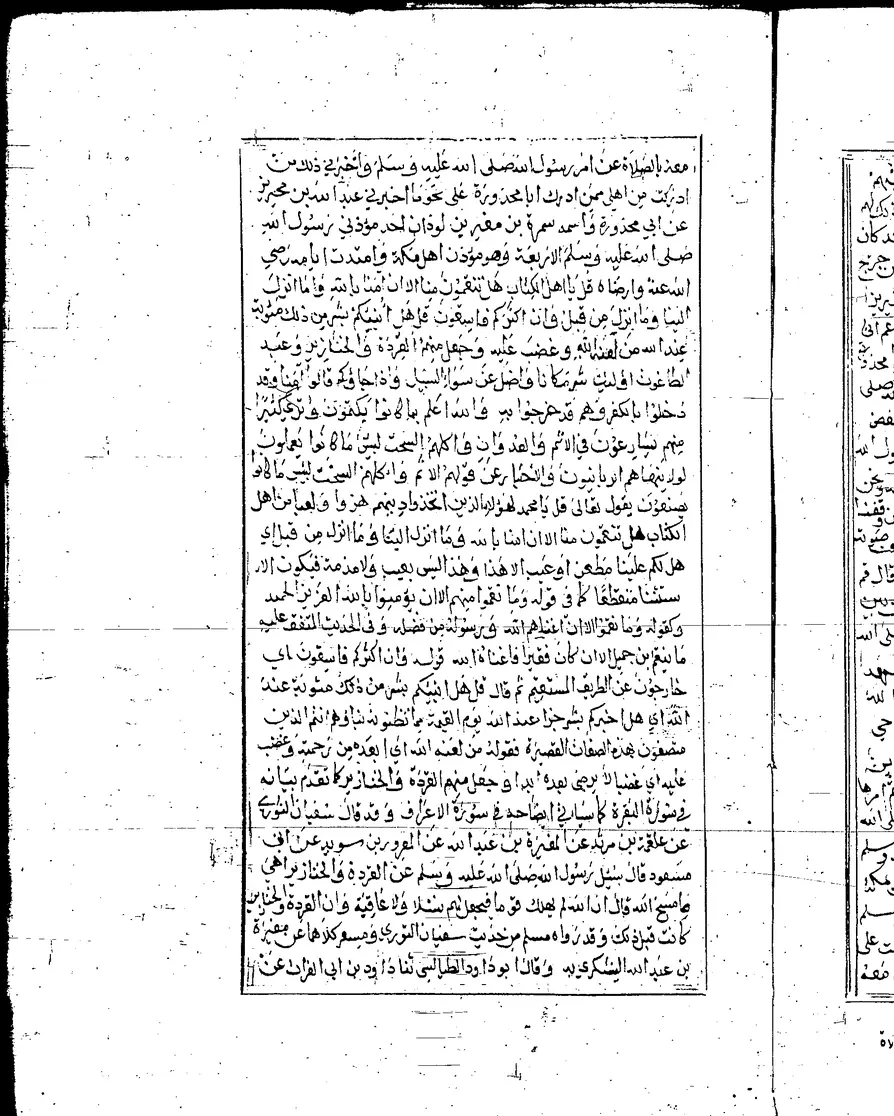 معه بالصلاة عن امر رسول الله صلى الله عليه وسلم واخبرني ذلك من
ادركت من اهلي ممن ادرك ابا محذورة على نحو ما اخبرني عبد الله بن محيريز
عن ابي محذورة واسمه سمرة بن معير بن لوذان احد مؤذني رسول الله
صلى الله عليه وسلم الاربعة وهو مؤذن اهل مكة وامتدت ايامه رضي
الله عنه وارضاه قل يا اهل الكتاب هل تنقمون منا الا ان آمنا بالله وما انزل
الينا وما انزل من قبل وان اكثركم فاسقون قل هل انبئكم بشر من ذلك مثوبة
عند الله من لعنه الله وغضب عليه وجعل منهم القردة والخنازير وعبد
الطاغوت اولئك شر مكانا واضل عن سواء السبيل واذا جاؤكم قالوا آمنا وقد
دخلوا بالكفر وهم قد خرجوا به والله اعلم بما كانوا يكتمون وترى كثيرا
منهم يسارعون في الاثم والعدوان واكلهم السحت لبئس ما كانوا يعملون
لولا ينهاهم الربانيون والاحبار عن قولهم الاثم واكلهم السحت لبئس ما كانوا
يصنعون يقول تعالى قل يا محمد لهؤلاء الذين اتخذوا دينهم هزوا ولعبا من اهل
الكتاب هل تنقمون منا الا ان امنا بالله وما انزل الينا وما انزل من قبل اي
هل لكم علينا مطعن او عيب الا هذا وهذا ليس بعيب ولا مذمة فيكون الا
ستثنا منقطعا كما في قوله وما نقموا منهم الا ان يؤمنوا بالله العزيز الحميد
وكقوله وما نقموا الا ان اغناهم الله ورسوله من فضله وفي الحديث المتفق عليه
ما ينقم بن جميل الا ان كان فقيرا فاغناه الله قوله وان اكثركم فاسقون اي
خارجون عن الطريق المستقيم ثم قال قل هل انبئكم بشر من ذلك مثوبة عند
الله اي هل اخبركم بشر جزا عند الله يوم القيمة مما تظنونه بنا وهم انتم الذين
متصفون بهذه الصفات القصيرة فقوله من لعنه الله اي ابعده من رحمته وغضب
عليه اي غضبا لا يرضى بعده ابدا وجعل منهم القردة والخنازير كما تقدم بيانه
في سورة البقرة كما سياتي ايضاحه في سورة الاعراف وقد قال سفيان الثوري
عن علقمة بن مرثد عن المغيرة بن عبد الله عن المعرور بن سويد عن ابن
مسعود قال سئل رسول الله صلى الله عليه وسلم عن القردة والخنازير اهي
مما مسخ الله قال ان الله لم يهلك قوما فيجعل لهم نسلا ولا عاقبة وان القردة والخنازير
كانت قبل ذلك وقد رواه مسلم من حديث سفيان الثوري ومسعر كلاهما عن مغيرة
بن عبد الله اليشكري به وقال ابو داود الطيالسي ثنا داود بن ابي الفرات عن